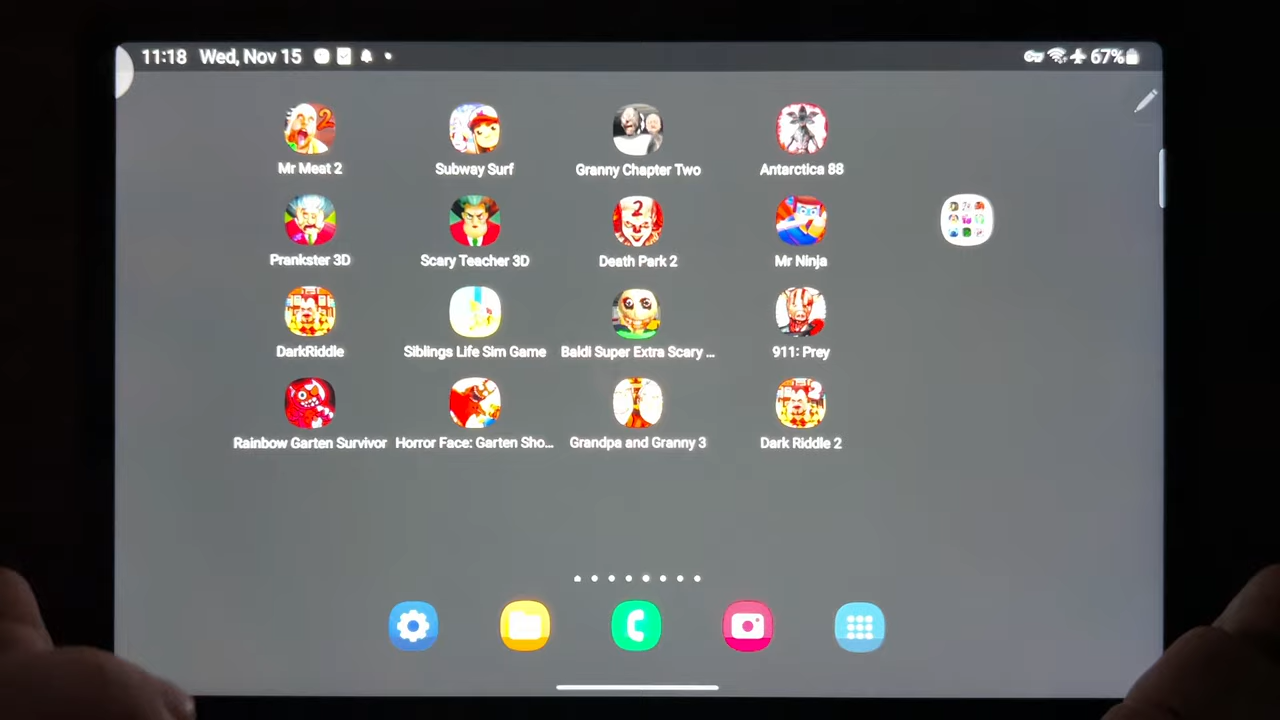 11:18 Wed, Nov 15 67%
Mr Meat 2 Subway Surf Granny Chapter Two Antarctica 88
Prankster 3D Scary Teacher 3D Death Park 2 Mr Ninja
DarkRiddle Siblings Life Sim Game Baldi Super Extra Scary ... 911: Prey
Rainbow Garten Survivor Horror Face: Garten Sho... Grandpa and Granny 3 Dark Riddle 2